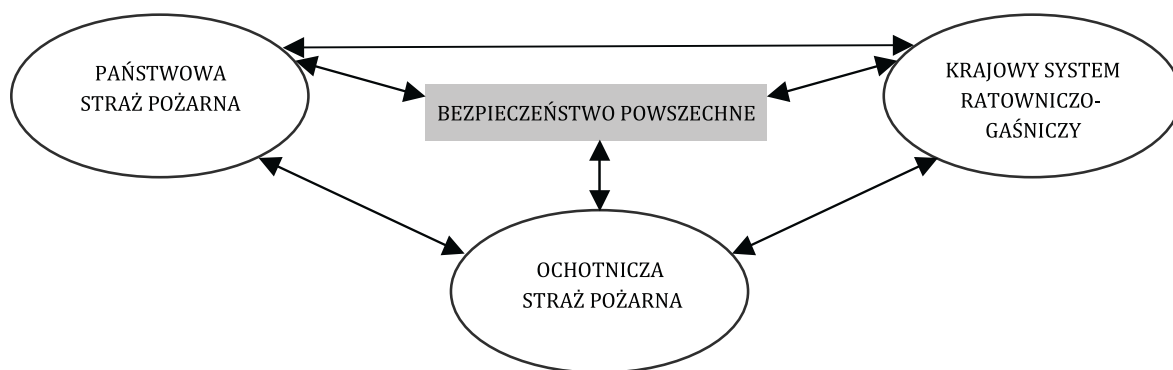 PAŃSTWOWA
STRAŻ POŻARNA
BEZPIECZEŃSTWO POWSZECHNE
KRAJOWY SYSTEM
RATOWNICZO-
GAŚNICZY
OCHOTNICZA
STRAŻ POŻARNA